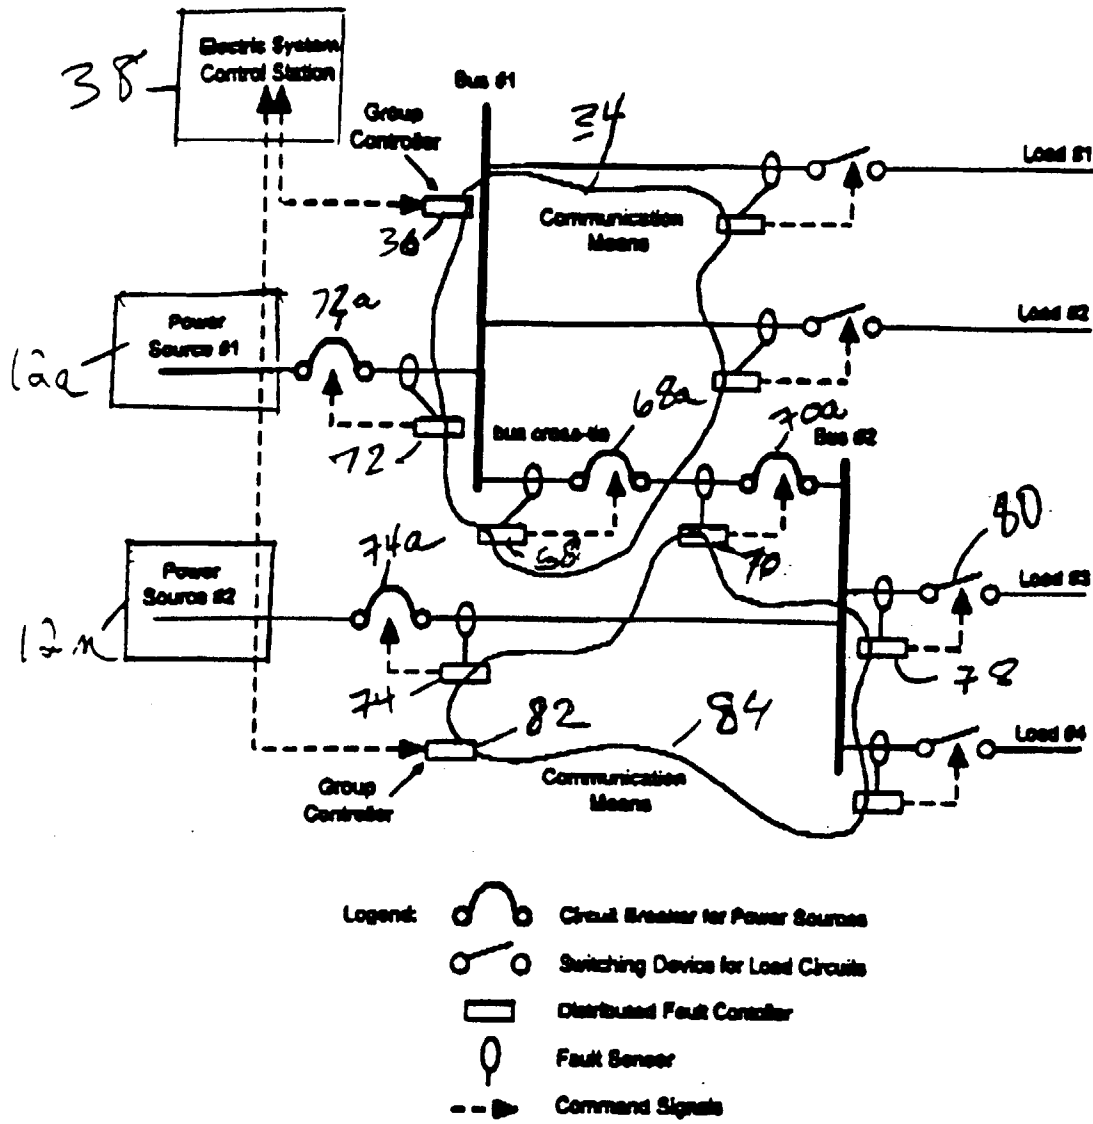 Electric System
Control Station
38
Bus #1
Group
Controller
34
Load #1
36
Communication
Means
72a
Power
Source #1
12a
Load #2
68a
70a
72
bus cross-tie
Bus #2
74a
68
70
80
Power
Source #2
12n
Load #3
74
78
82
84
Load #4
Group
Controller
Communication
Means
Legend:
Circuit Breaker for Power Sources
Switching Device for Load Circuits
Distributed Fault Controller
Fault Sensor
Command Signals